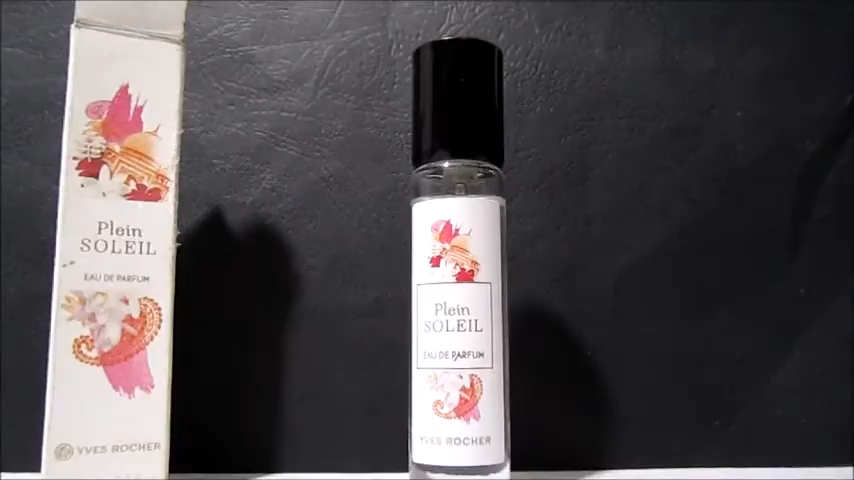 Plein
SOLEIL
EAU DE PARFUM
YVES ROCHER
Plein
SOLEIL
EAU DE PARFUM
YVES ROCHER